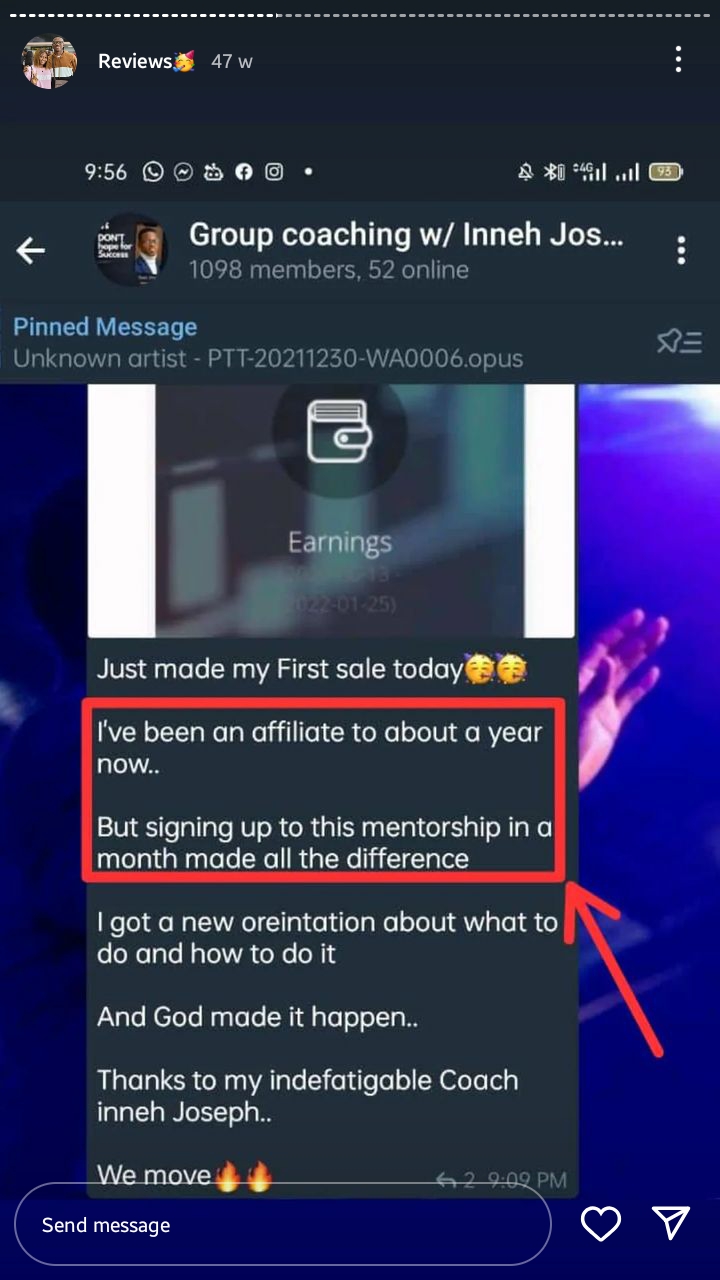 Reviews🥳 47 w
9:56
4G
93
DON'T
hope for
Success
Group coaching w/ Inneh Jos...
1098 members, 52 online
Pinned Message
Unknown artist - PTT-20211230-WA0006.opus
Earnings
2022-01-25)
Just made my First sale today🥳🥳
I've been an affiliate to about a year
now..
But signing up to this mentorship in a
month made all the difference
I got a new oreintation about what to
do and how to do it
And God made it happen..
Thanks to my indefatigable Coach
inneh Joseph..
We move🔥🔥
2 9:09 PM
Send message